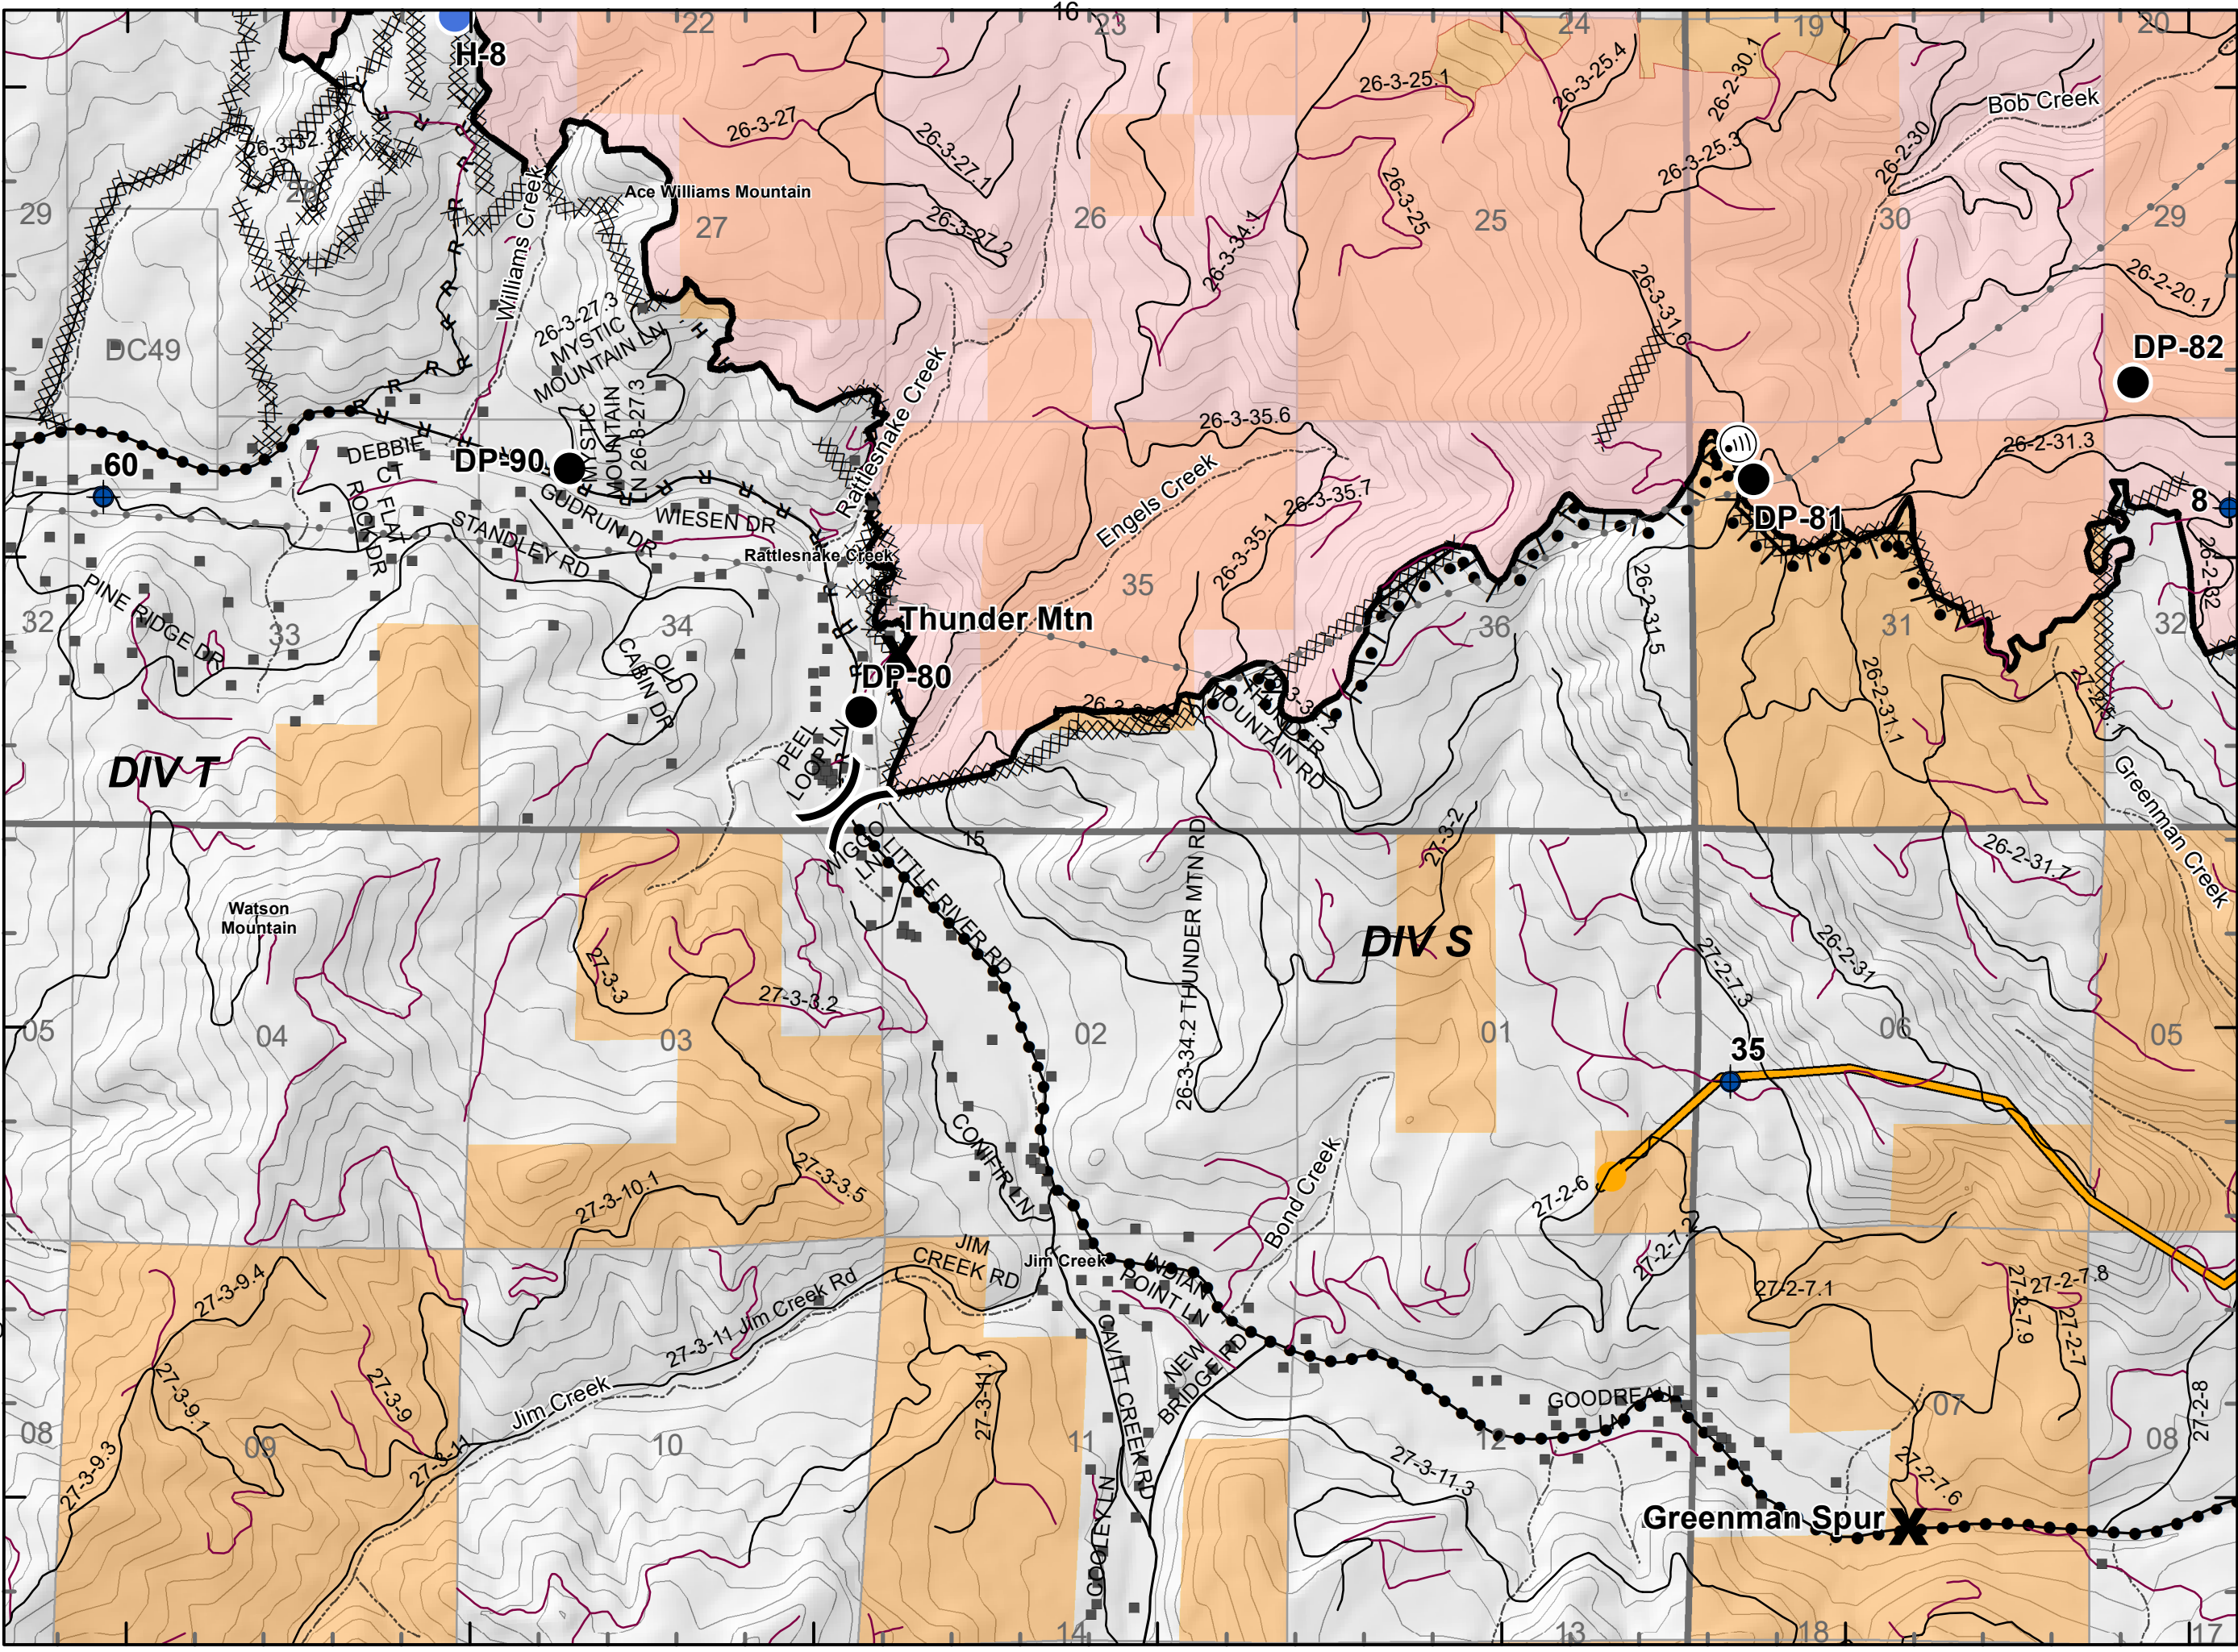 16
22
23
24
19
20
H-8
26-3-25.1
26-3-25.4
26-2-30.1
Bob Creek
26-3-27
26-3-27.1
26-3-32.1
26-3-25.3
26-2-30
28
Ace Williams Mountain
Williams Creek
29
27
26
26-3-27.2
26-3-34.1
26-3-25
25
30
29
26-2-20.1
26-3-31.6
26-3-27.3
MYSTIC
MOUNTAIN LN
H
DC49
DP-82
Rattlesnake Creek
26-3-35.6
26-2-31.3
DEBBIE
CT
60
DP-90
MYSTIC
MOUNTAIN
LN 26-3-27.3
FLAT
ROCK DR
GUDRUN DR
WIESEN DR
STANDLEY RD
Engels Creek
26-3-35.7
26-3-35.1
DP-81
8
Rattlesnake Creek
26-2-32
PINE RIDGE DR
32
33
34
35
36
31
32
26-2-31.5
Thunder Mtn
DP-80
OLD
CABIN DR
26-2-31.1
THUNDER
MOUNTAIN RD
PEEL
LOOP LN
DIV T
Greenman Creek
WIGGO
LN
LITTLE RIVER RD
15
27-3-2
26-2-31.7
26-3-34.2 THUNDER MTN RD
Watson
Mountain
DIV S
27-3-3
27-3-3.2
27-2-7.3
26-2-31
05
04
03
02
01
06
05
35
CONIFIR LN
27-3-3.5
27-3-10.1
Bond Creek
27-2-6
27-2-7.2
JIM
CREEK RD
Jim Creek
INDIAN
POINT LN
27-3-9.4
27-3-11 Jim Creek Rd
27-2-7.1
27-2-7.8
27-2-7.9
27-2-7
CAVITT CREEK RD
NEW
BRIDGE RD
27-3-9.1
27-3-9
Jim Creek
27-3-11.1
GOODREAU
LN
27-2-8
07
08
09
10
11
12
08
27-3-9.3
27-3-11
27-3-11.3
27-2-7.6
COOLEY LN
Greenman Spur
14
13
18
17